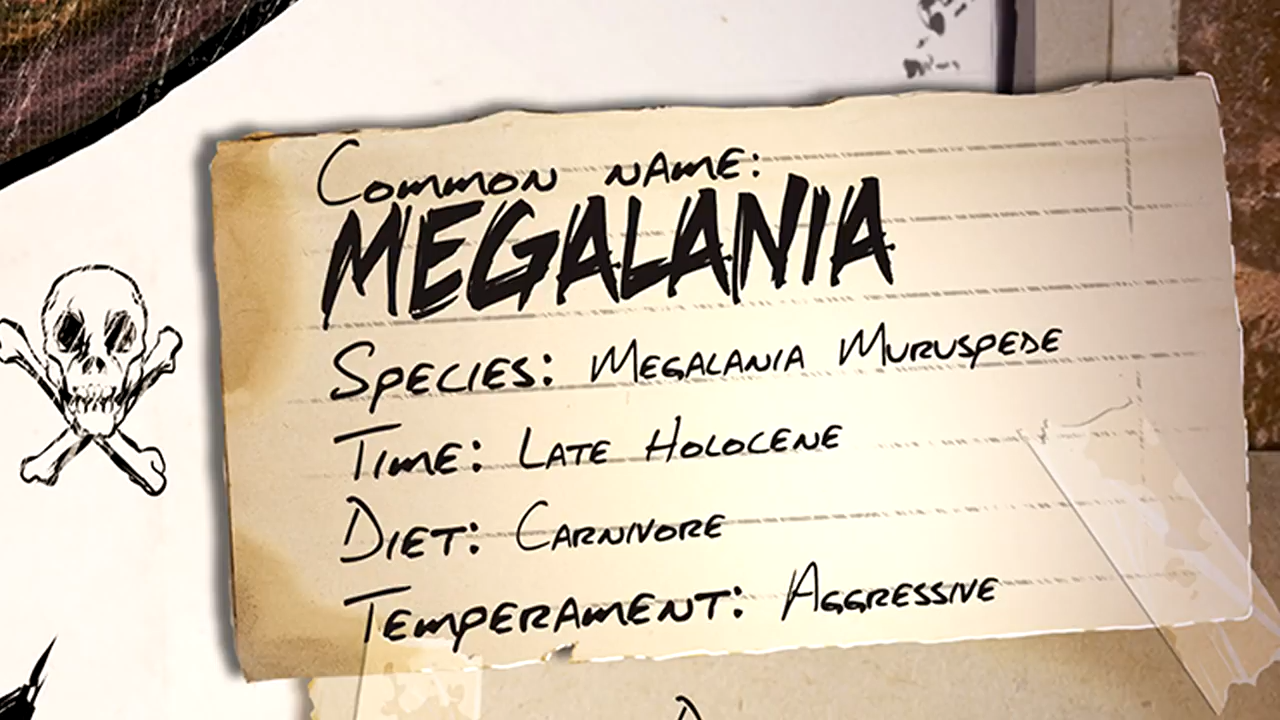 Common name:
MEGALANIA
Species: Megalania Muruspede
Time: Late Holocene
Diet: Carnivore
Temperament: Aggressive